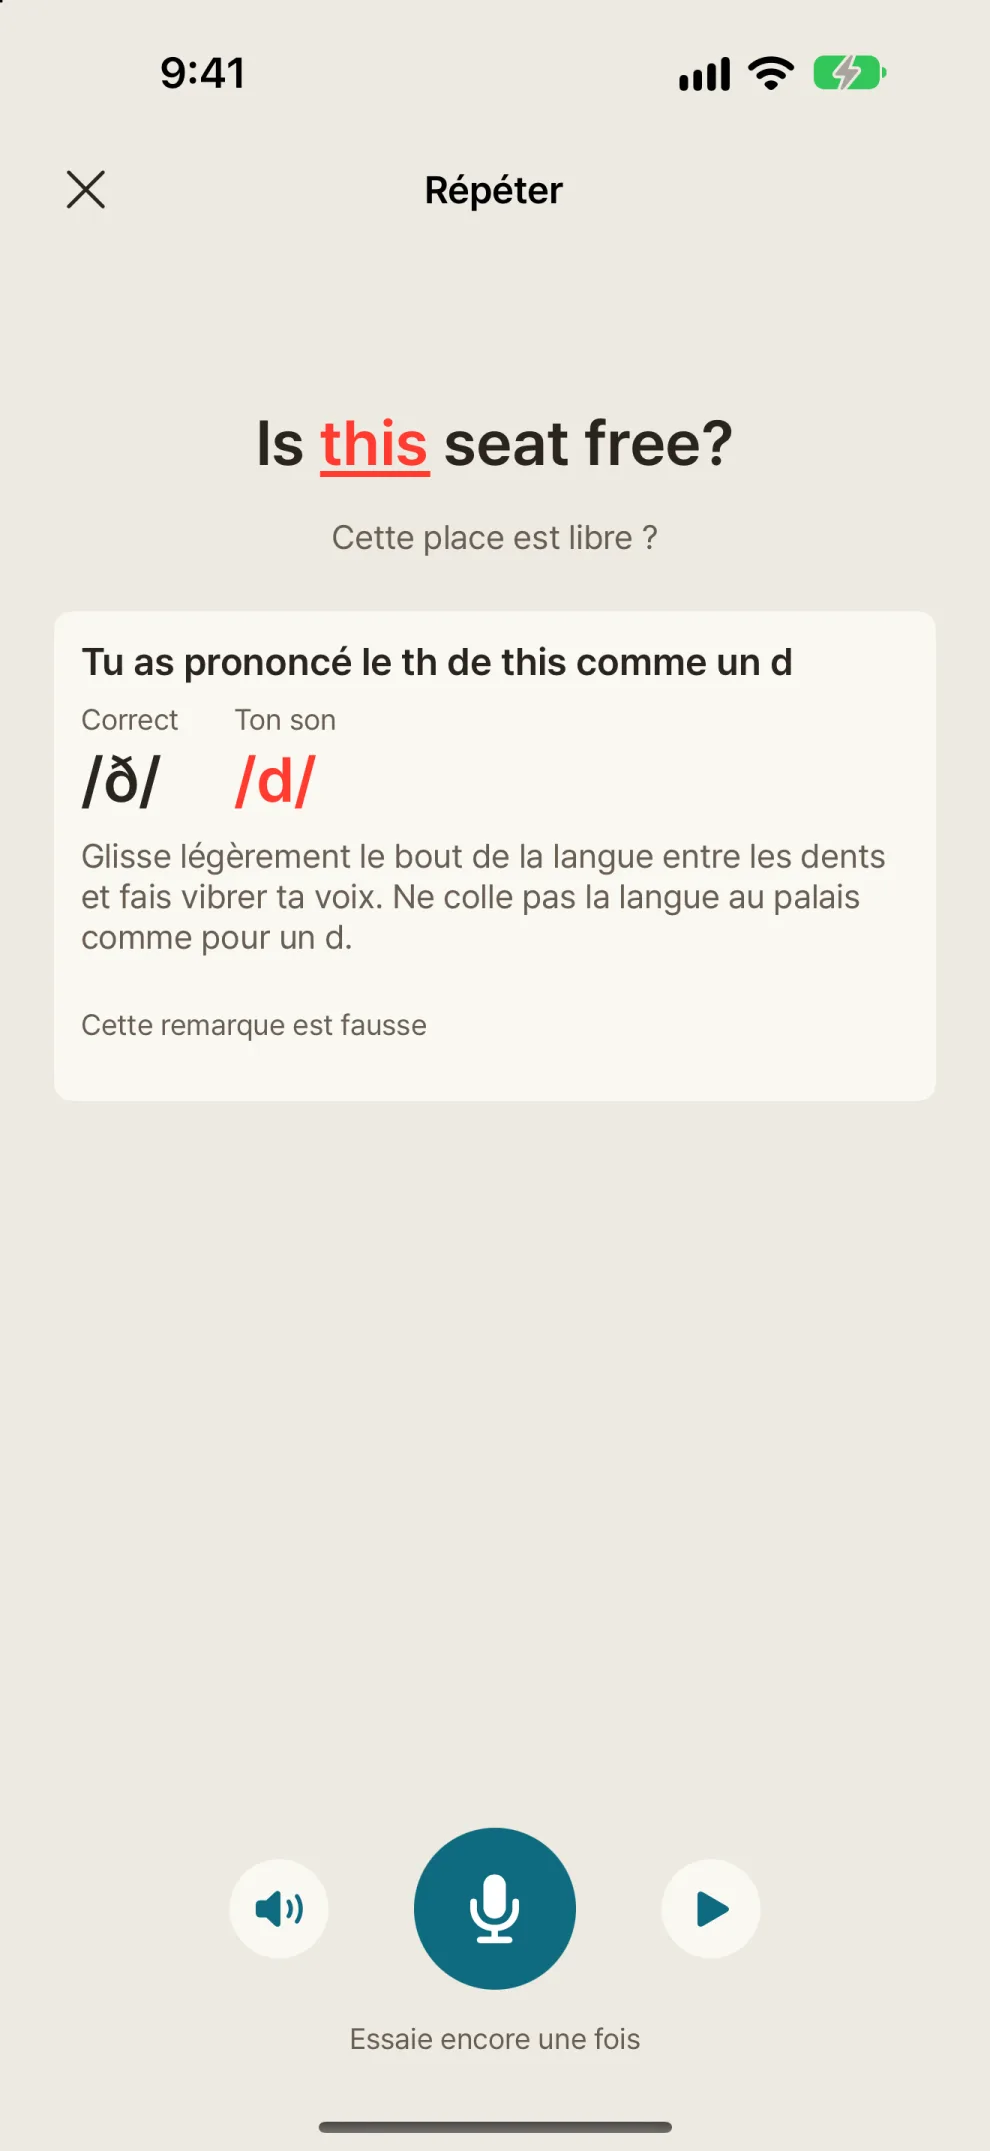 9:41
Répéter
Is this seat free?
Cette place est libre ?
Tu as prononcé le th de this comme un d
Correct Ton son
/ð/ /d/
Glisse légèrement le bout de la langue entre les dents
et fais vibrer ta voix. Ne colle pas la langue au palais
comme pour un d.
Cette remarque est fausse
Essaie encore une fois